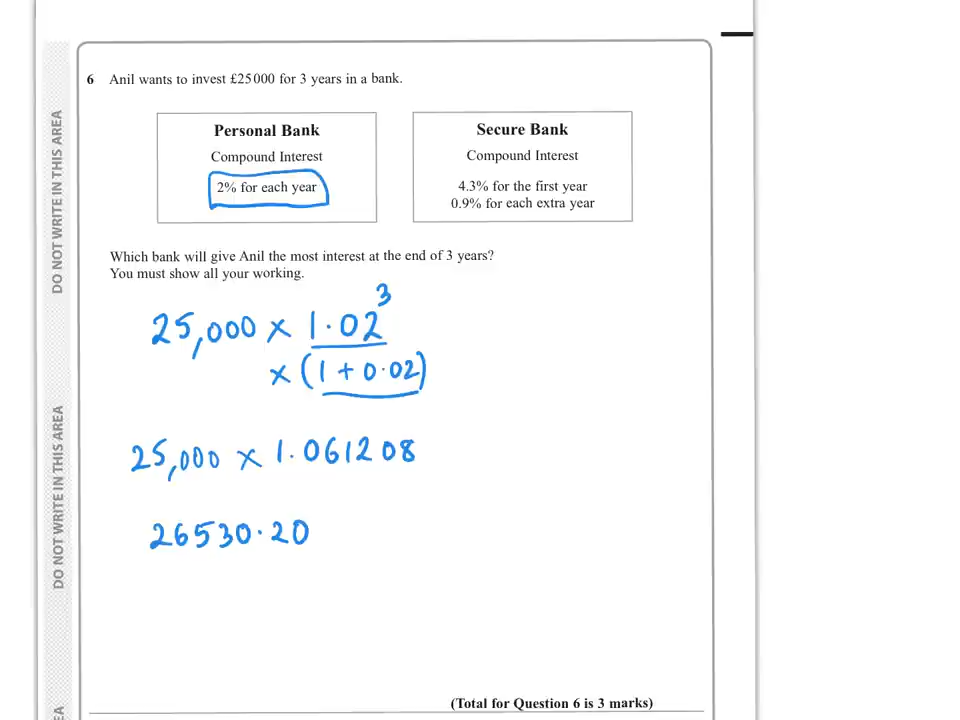 DO NOT WRITE IN THIS AREA
DO NOT WRITE IN THIS AREA
EA
6 Anil wants to invest £25 000 for 3 years in a bank.
Personal Bank
Compound Interest
2% for each year
Secure Bank
Compound Interest
4.3% for the first year
0.9% for each extra year
Which bank will give Anil the most interest at the end of 3 years?
You must show all your working.
25,000 × 1.02³
× (1 + 0.02)
25,000 × 1.061208
26530.20
(Total for Question 6 is 3 marks)